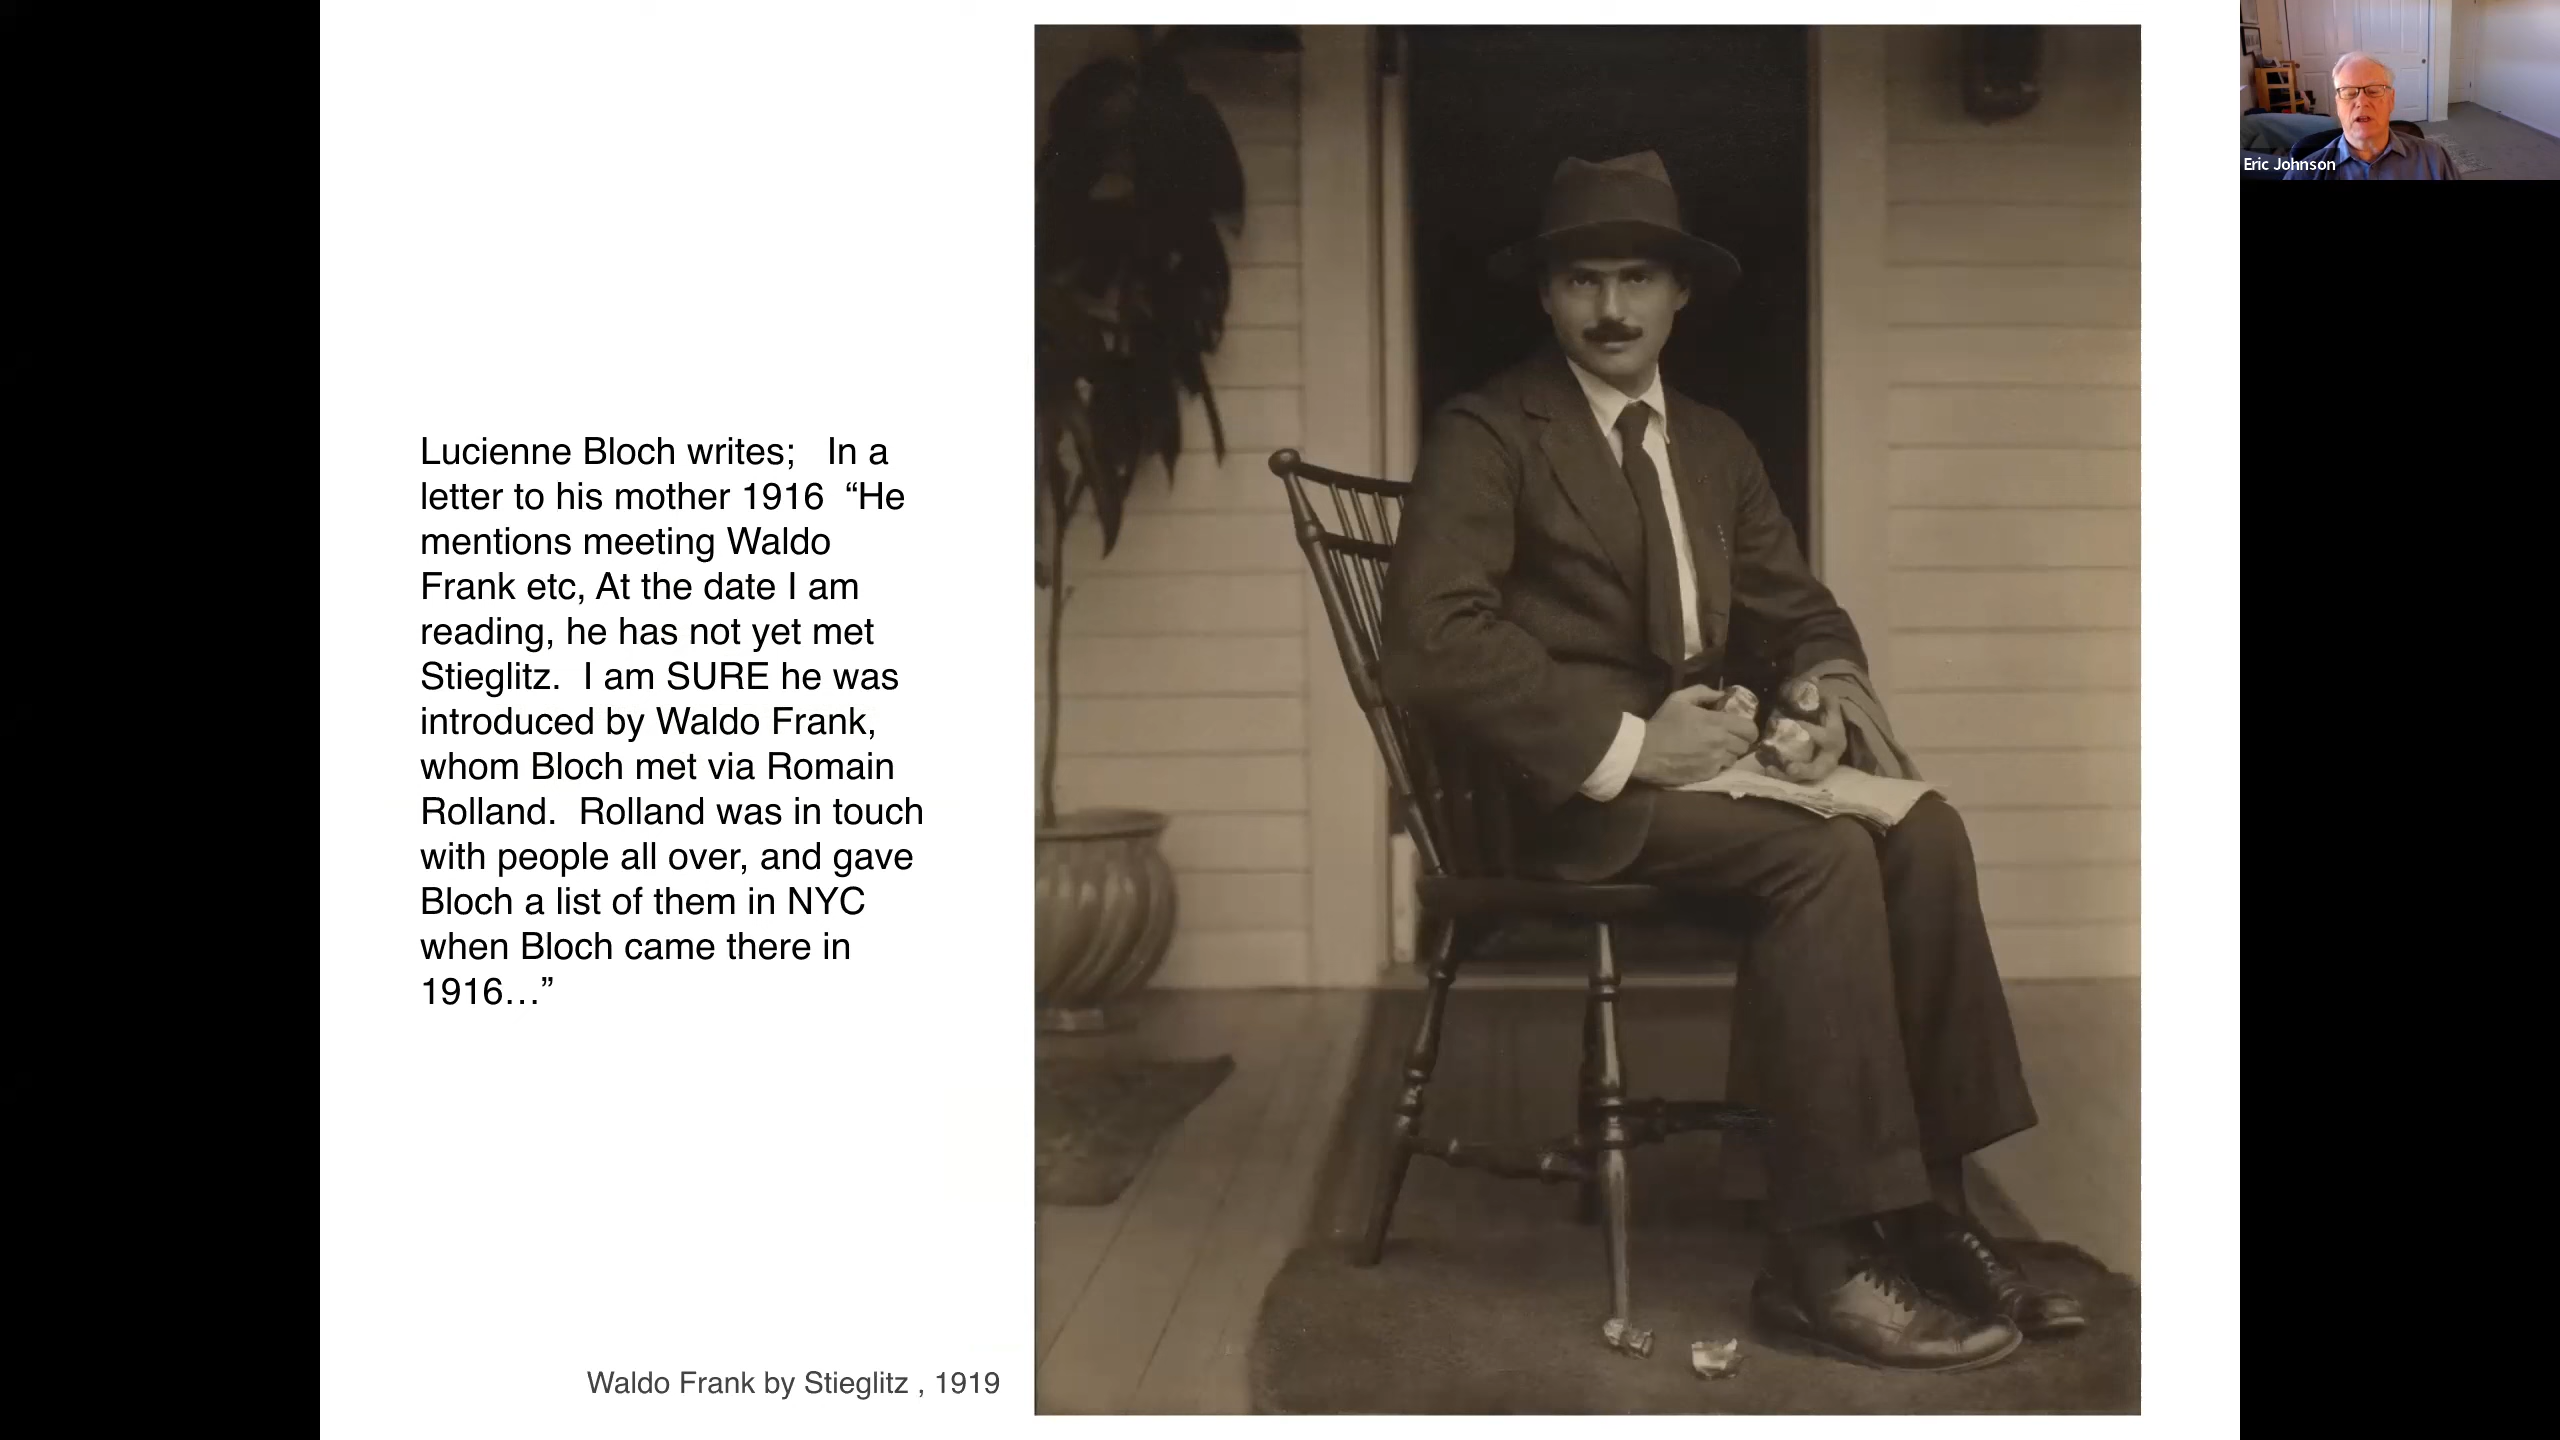 Lucienne Bloch writes;   In a
letter to his mother 1916  “He
mentions meeting Waldo
Frank etc, At the date I am
reading, he has not yet met
Stieglitz.  I am SURE he was
introduced by Waldo Frank,
whom Bloch met via Romain
Rolland.  Rolland was in touch
with people all over, and gave
Bloch a list of them in NYC
when Bloch came there in
1916…”
Waldo Frank by Stieglitz , 1919
Eric Johnson